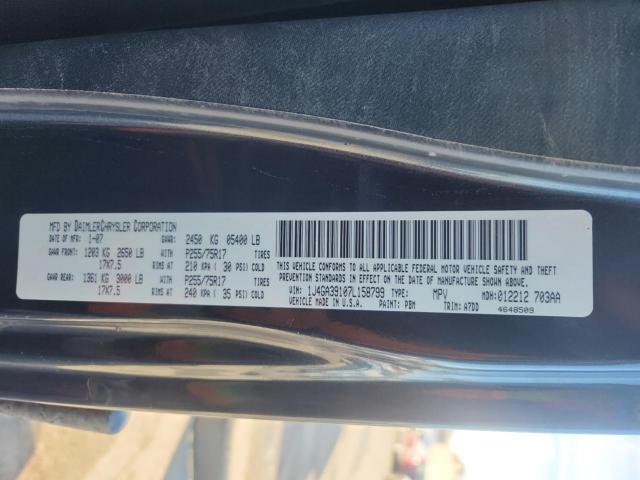 MFD BY DAIMLERCHRYSLER CORPORATION
DATE OF MFR: 1-07 GVWR: 2450 KG 05400 LB
GAWR FRONT: 1203 KG 2650 LB WITH P255/75R17 TIRES
17X7.5 RIMS AT 210 KPA ( 30 PSI) COLD
GAWR REAR: 1361 KG 3000 LB WITH P255/75R17 TIRES
17X7.5 RIMS AT 240 KPA ( 35 PSI) COLD
THIS VEHICLE CONFORMS TO ALL APPLICABLE FEDERAL MOTOR VEHICLE SAFETY, BUMPER AND THEFT
PREVENTION STANDARDS IN EFFECT ON THE DATE OF MANUFACTURE SHOWN ABOVE.
VIN: 1J4GA39107L158799 TYPE: MPV MDH: 012212 703AA
VEHICLE MADE IN U.S.A. PAINT: PBM TRIM: A7DD 4648509